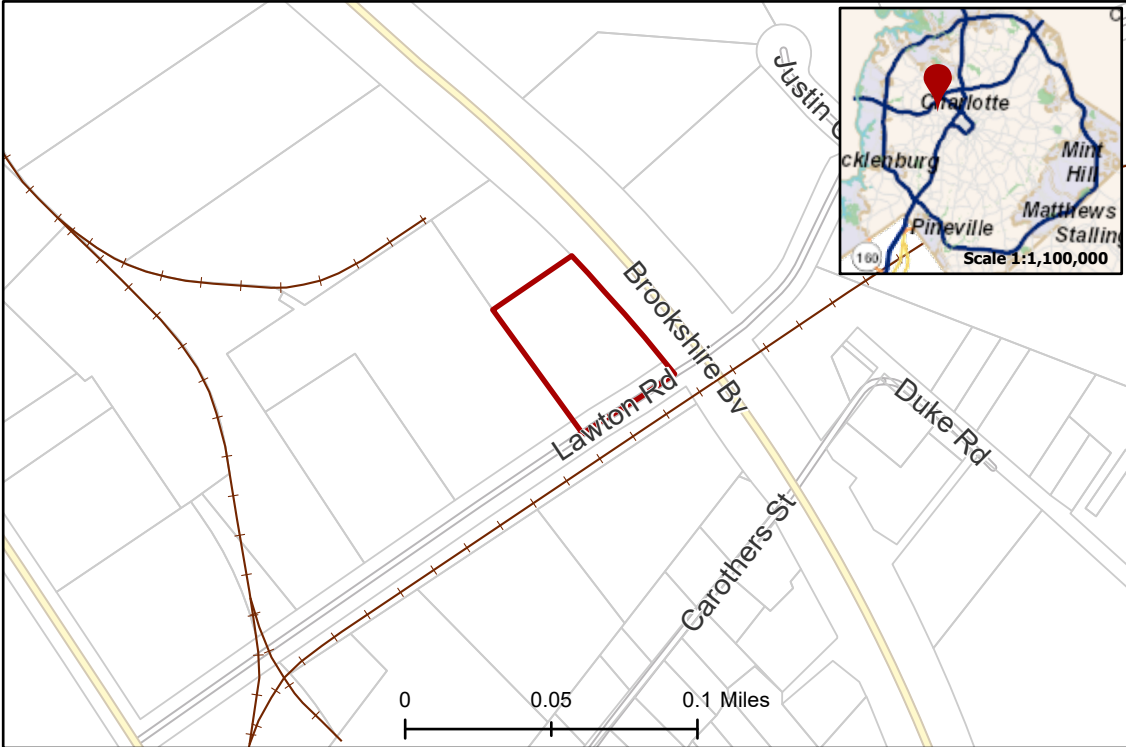 Justin
Brookshire Bv
Lawton Rd
Duke Rd
Carothers St
0
0.05
0.1 Miles
Charlotte
cklenburg
Mint
Hill
Matthews
Stalling
Pineville
160
Scale 1:1,100,000